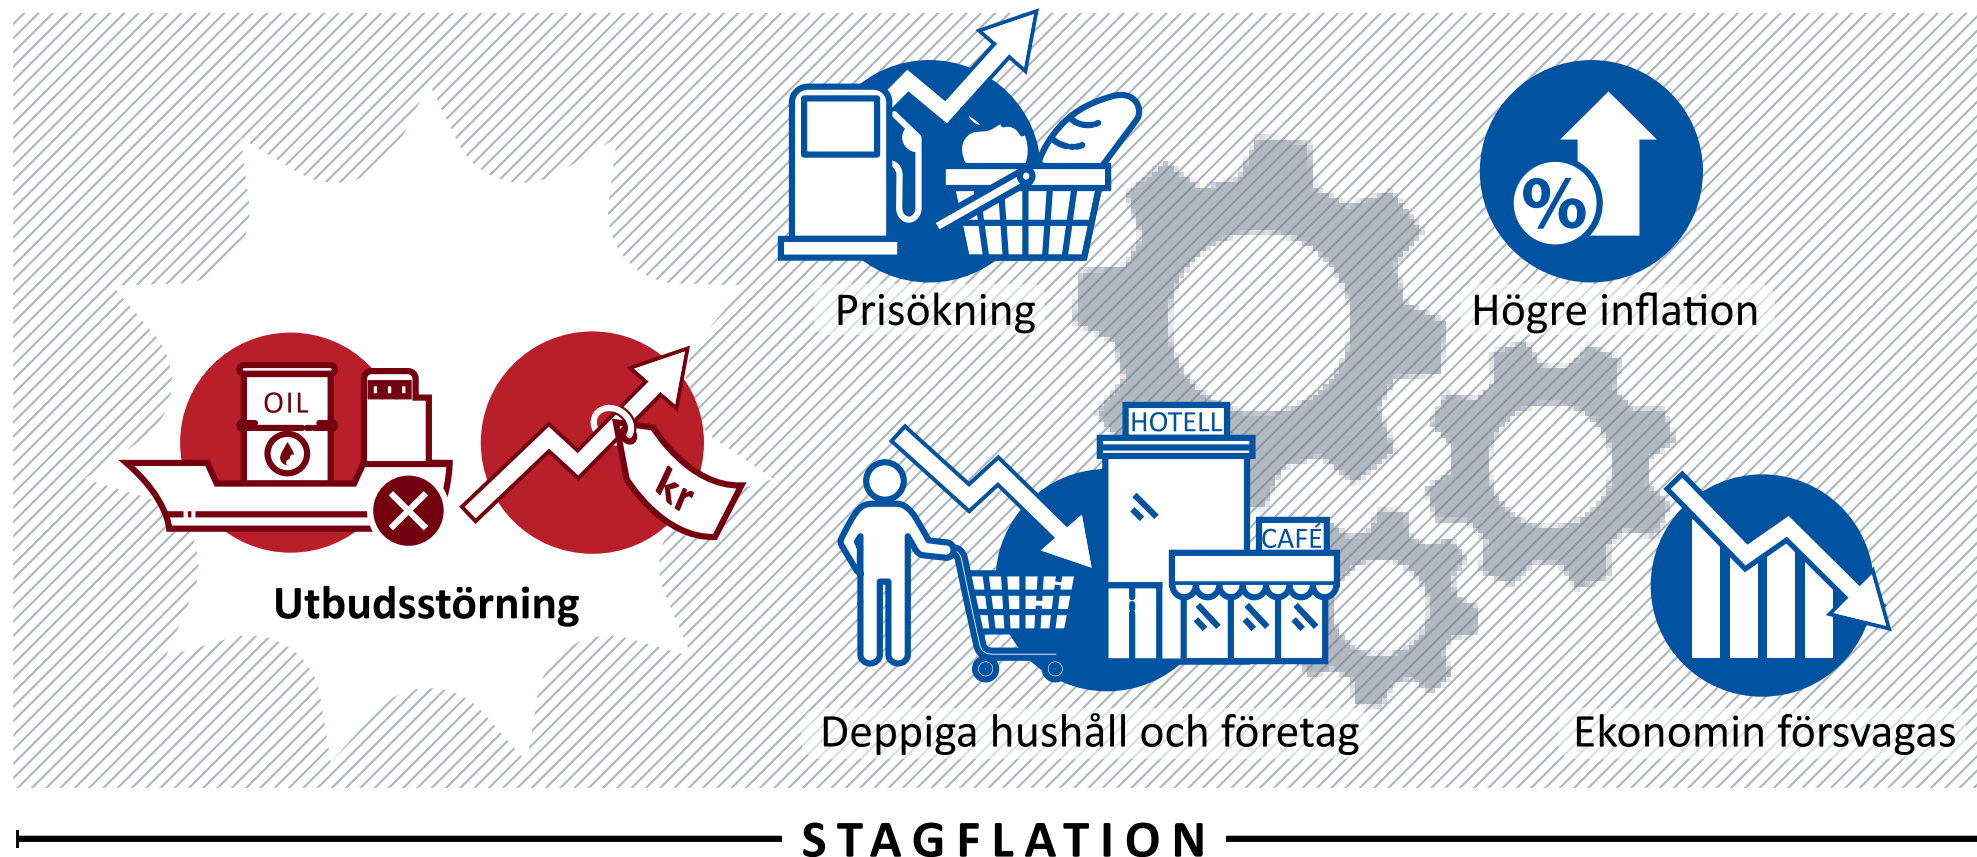 OIL
kr
Utbudsstörning
Prisökning
HOTELL
CAFÉ
Deppiga hushåll och företag
%
Högre inflation
Ekonomin försvagas
STAGFLATION